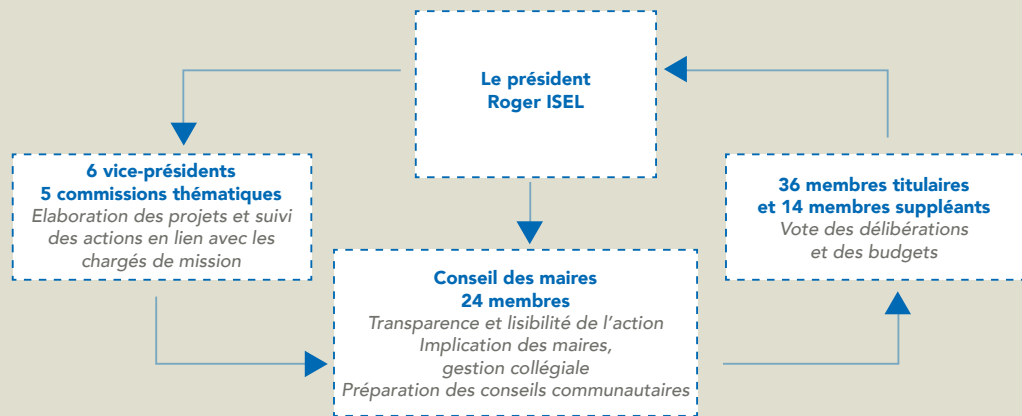 Le président
Roger ISEL
6 vice-présidents
5 commissions thématiques
Elaboration des projets et suivi
des actions en lien avec les
chargés de mission
36 membres titulaires
et 14 membres suppléants
Vote des délibérations
et des budgets
Conseil des maires
24 membres
Transparence et lisibilité de l’action
Implication des maires,
gestion collégiale
Préparation des conseils communautaires